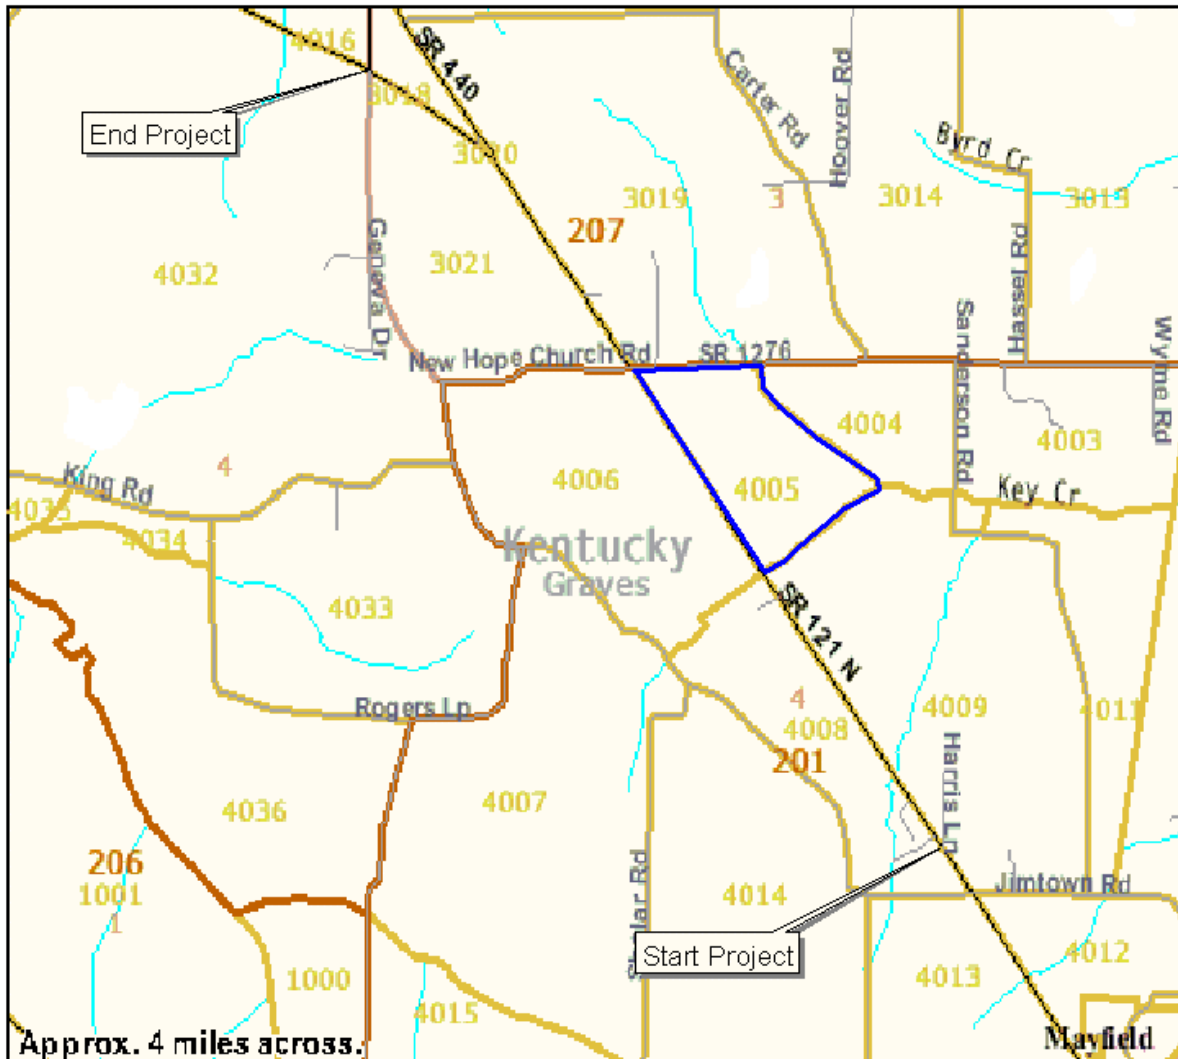 4016
SR 440
3018
End Project
3020
Carter Rd
Hoover Rd
Byrd Cr
3019
3
3014
3013
207
Geneva Dr
3021
4032
Hassel Rd
Sanderson Rd
Wyme Rd
New Hope Church Rd
SR 1276
4004
4003
4
King Rd
4006
4005
Key Cr
4035
4034
Kentucky
Graves
4033
SR 121 N
4
4008
4009
4011
Rogers Lp
201
Harris Ln
4007
4036
206
1001
1
Jimtown Rd
4014
Start Project
4012
4013
1000
4015
Approx. 4 miles across.
Mayfield